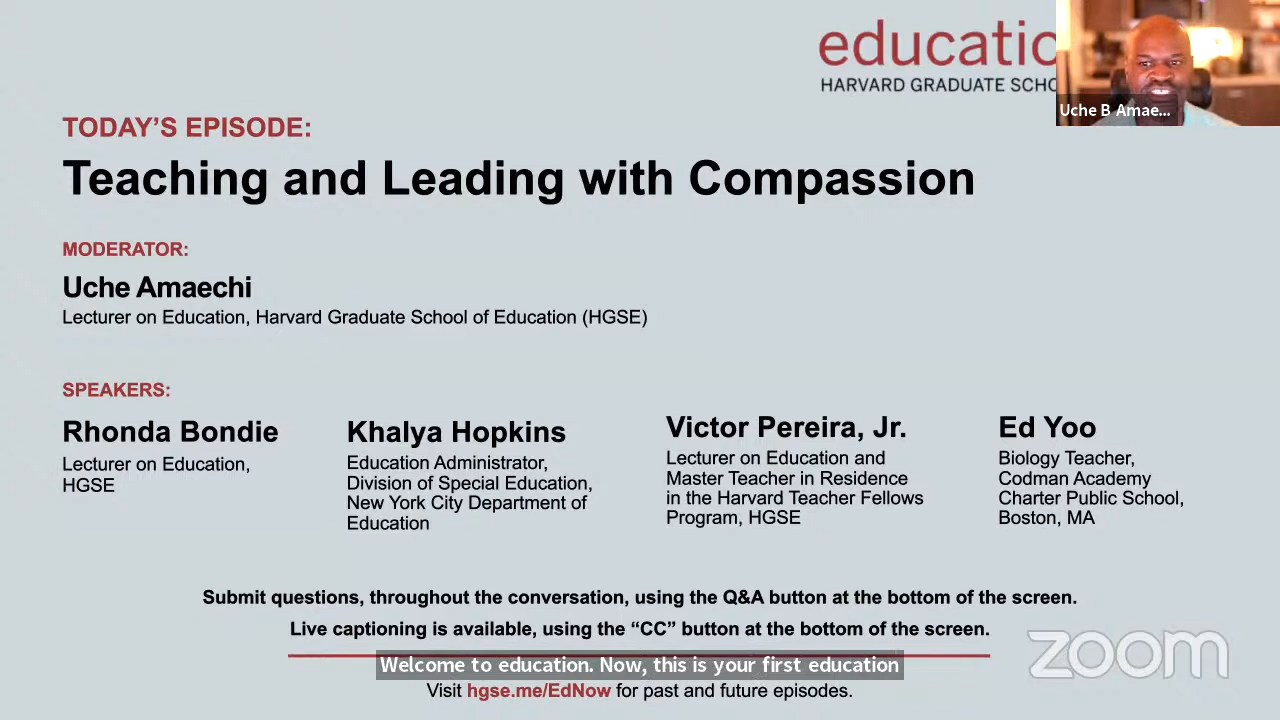 educatio
HARVARD GRADUATE SCHO
Uche B Amae...
TODAY'S EPISODE:
Teaching and Leading with Compassion
MODERATOR:
Uche Amaechi
Lecturer on Education, Harvard Graduate School of Education (HGSE)
SPEAKERS:
Rhonda Bondie
Lecturer on Education,
HGSE
Khalya Hopkins
Education Administrator,
Division of Special Education,
New York City Department of
Education
Victor Pereira, Jr.
Lecturer on Education and
Master Teacher in Residence
in the Harvard Teacher Fellows
Program, HGSE
Ed Yoo
Biology Teacher,
Codman Academy
Charter Public School,
Boston, MA
Submit questions, throughout the conversation, using the Q&A button at the bottom of the screen.
Live captioning is available, using the “CC” button at the bottom of the screen.
zoom
Welcome to education. Now, this is your first education
Visit hgse.me/EdNow for past and future episodes.